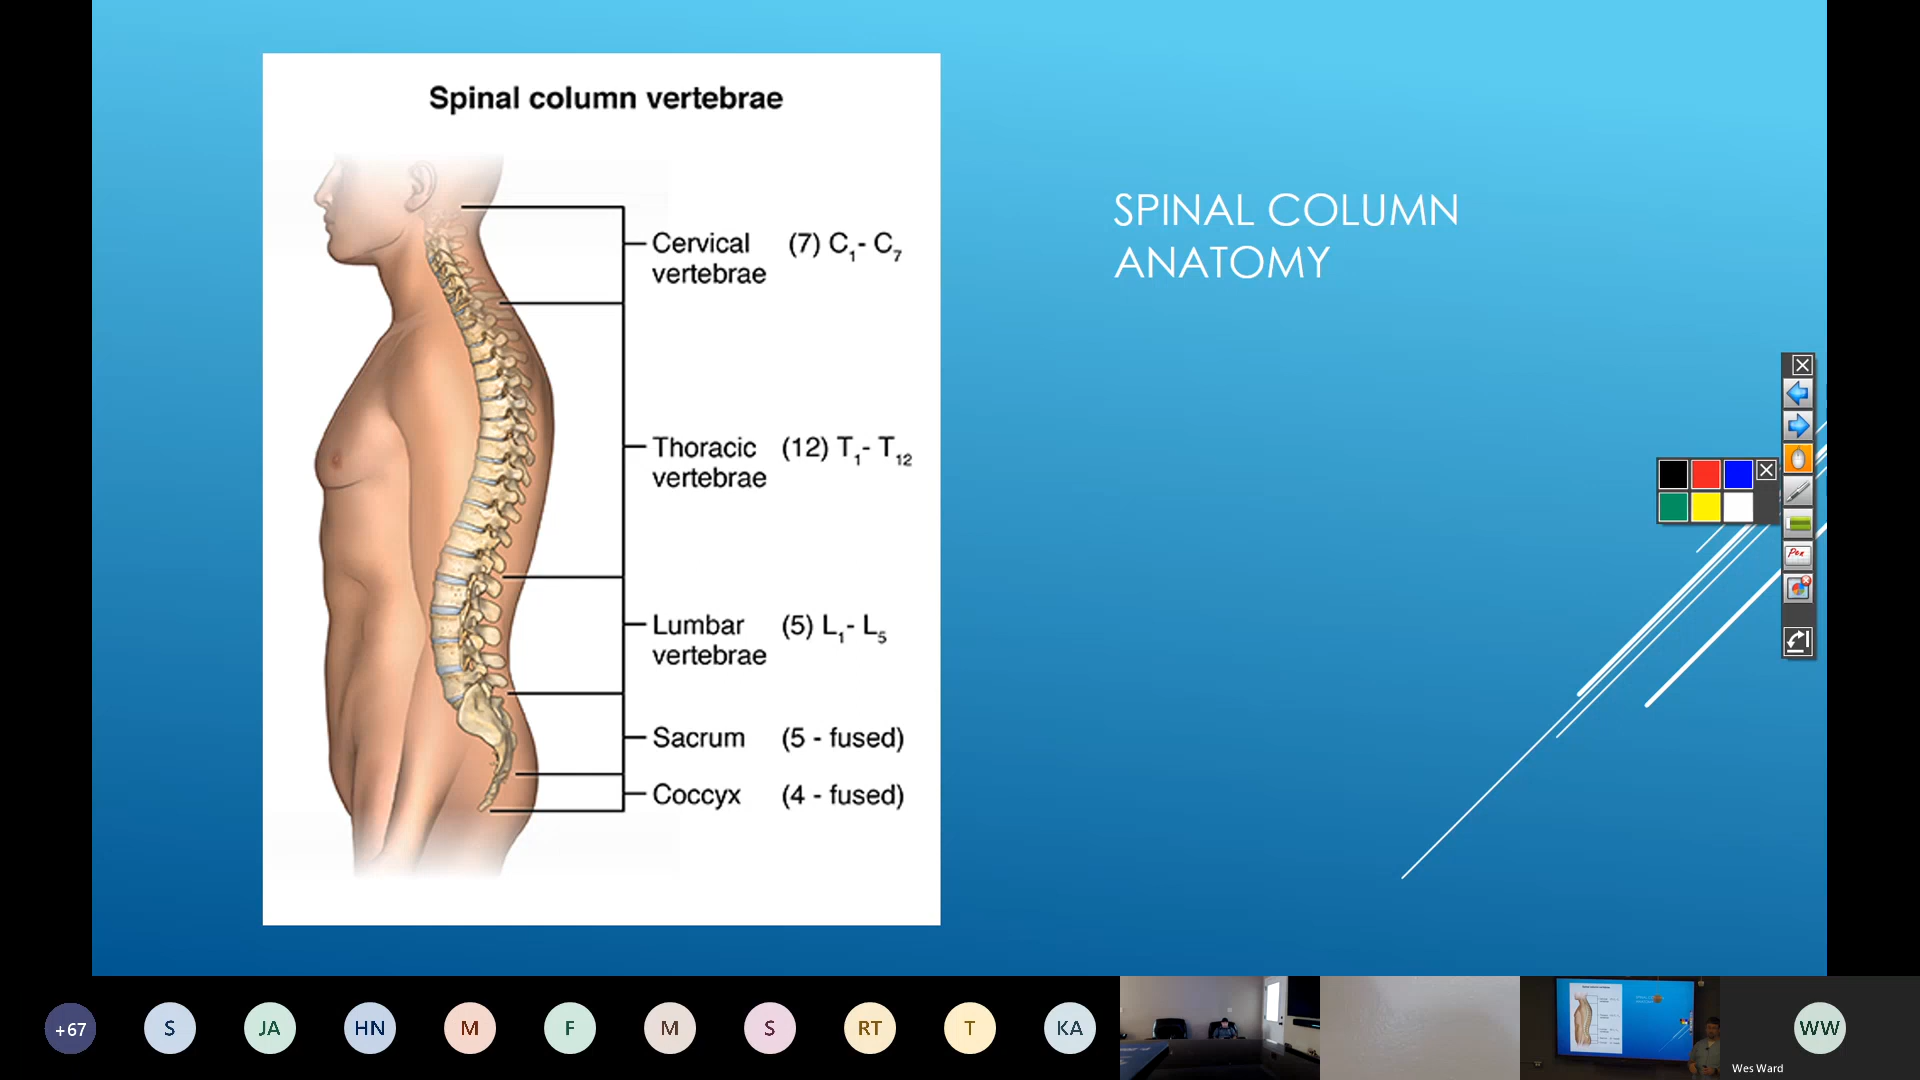 Spinal column vertebrae
Cervical (7) C1- C7
vertebrae
Thoracic (12) T1- T12
vertebrae
Lumbar (5) L1- L5
vertebrae
Sacrum (5 - fused)
Coccyx (4 - fused)
SPINAL COLUMN
ANATOMY
Pen
+67
S
JA
HN
M
F
M
S
RT
T
KA
WW
Wes Ward